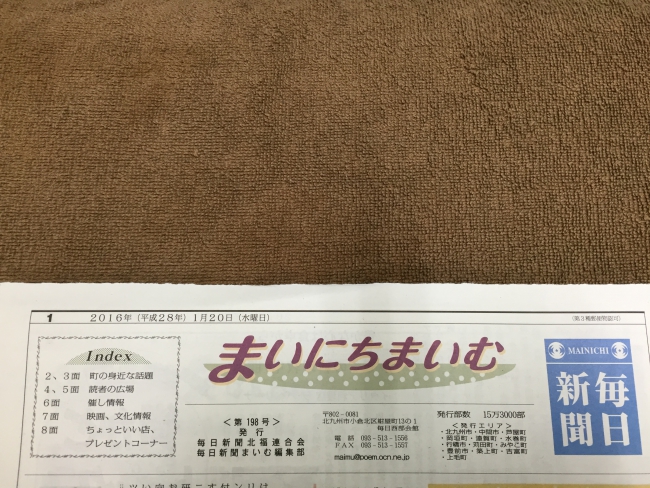 1 2016年(平成28年)1月20日(水曜日)
(第3種郵便物認可)
Index
2、3面 町の身近な話題
4、5面 読者の広場
6面 催し情報
7面 映画、文化情報
8面 ちょっといい店、
プレゼントコーナー
まいにちまいむ
<第198号>
発行
毎日新聞北福連合会
毎日新聞まいむ編集部
〒802-0081
北九州市小倉北区紺屋町13の1
毎日西部会館
電話 093-513-1556
FAX 093-513-1557
maimu@poem.ocn.ne.jp
発行部数 15万3000部
<発行エリア>
・北九州市・中間市・芦屋町
・岡垣町・遠賀町・水巻町
・行橋市・苅田町・みやこ町
・豊前市・築上町・吉富町
・上毛町
MAINICHI
毎日
新聞